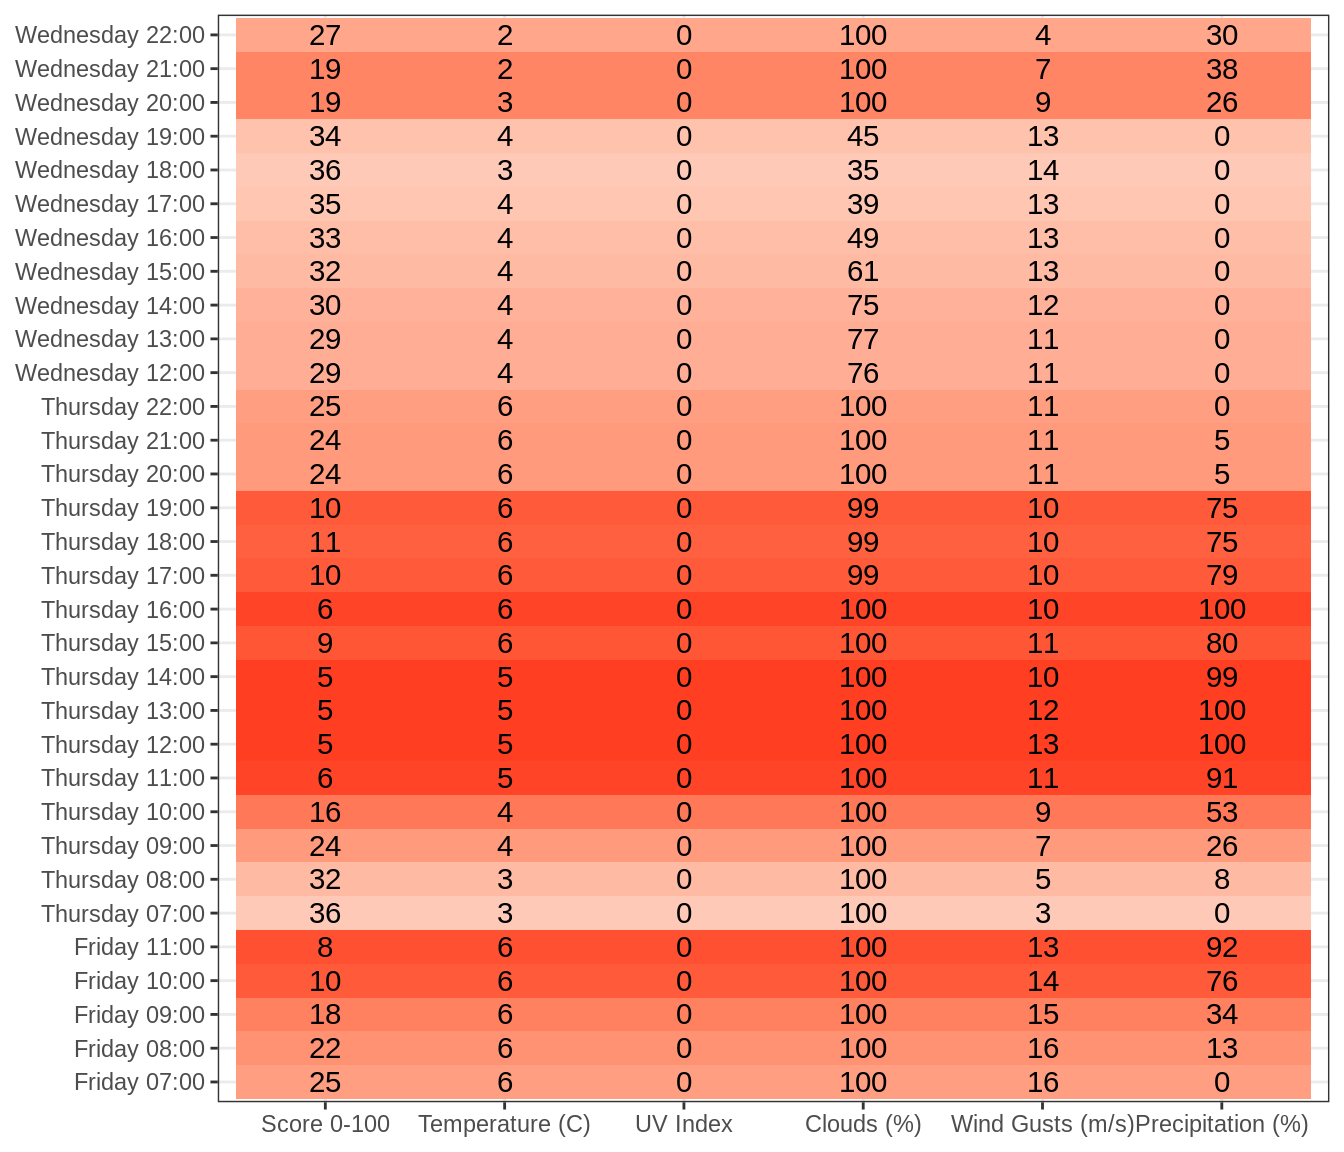 Wednesday 22:00 27 2 0 100 4 30
Wednesday 21:00 19 2 0 100 7 38
Wednesday 20:00 19 3 0 100 9 26
Wednesday 19:00 34 4 0 45 13 0
Wednesday 18:00 36 3 0 35 14 0
Wednesday 17:00 35 4 0 39 13 0
Wednesday 16:00 33 4 0 49 13 0
Wednesday 15:00 32 4 0 61 13 0
Wednesday 14:00 30 4 0 75 12 0
Wednesday 13:00 29 4 0 77 11 0
Wednesday 12:00 29 4 0 76 11 0
Thursday 22:00 25 6 0 100 11 0
Thursday 21:00 24 6 0 100 11 5
Thursday 20:00 24 6 0 100 11 5
Thursday 19:00 10 6 0 99 10 75
Thursday 18:00 11 6 0 99 10 75
Thursday 17:00 10 6 0 99 10 79
Thursday 16:00 6 6 0 100 10 100
Thursday 15:00 9 6 0 100 11 80
Thursday 14:00 5 5 0 100 10 99
Thursday 13:00 5 5 0 100 12 100
Thursday 12:00 5 5 0 100 13 100
Thursday 11:00 6 5 0 100 11 91
Thursday 10:00 16 4 0 100 9 53
Thursday 09:00 24 4 0 100 7 26
Thursday 08:00 32 3 0 100 5 8
Thursday 07:00 36 3 0 100 3 0
Friday 11:00 8 6 0 100 13 92
Friday 10:00 10 6 0 100 14 76
Friday 09:00 18 6 0 100 15 34
Friday 08:00 22 6 0 100 16 13
Friday 07:00 25 6 0 100 16 0
Score 0-100 Temperature (C) UV Index Clouds (%) Wind Gusts (m/s) Precipitation (%)